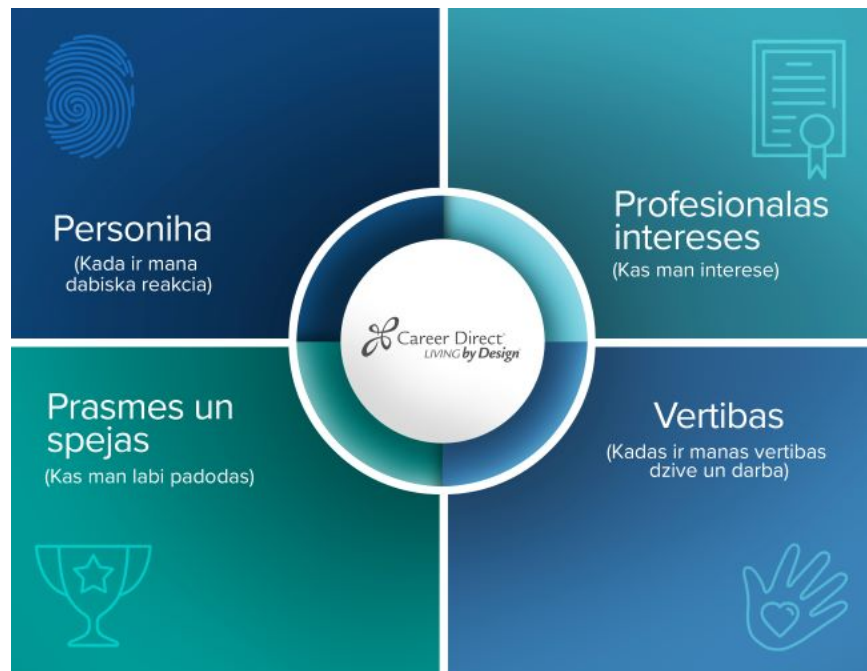 Personiha
(Kada ir mana
dabiska reakcia)
Profesionalas
intereses
(Kas man interese)
Career Direct
LIVING by Design
Prasmes un
spejas
(Kas man labi padodas)
Vertibas
(Kadas ir manas vertibas
dzive un darba)